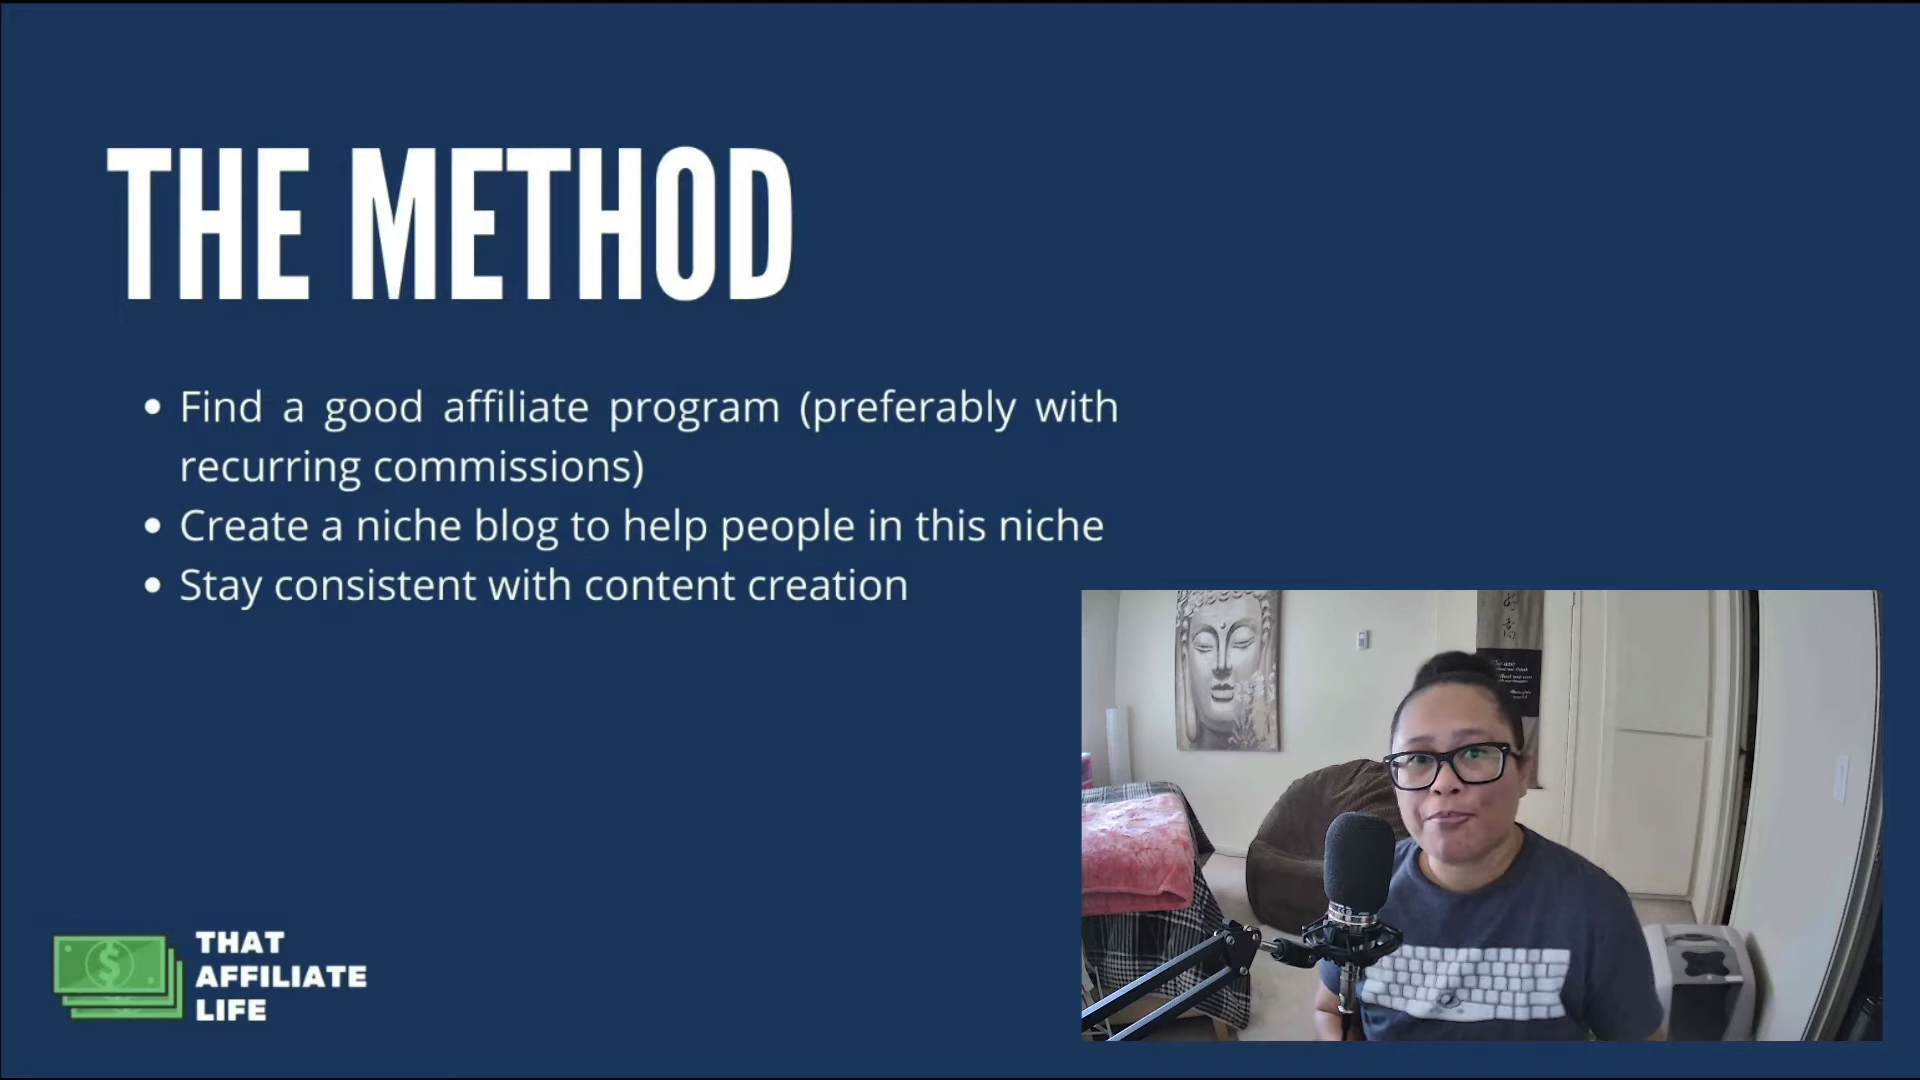 THE METHOD
• Find a good affiliate program (preferably with
recurring commissions)
• Create a niche blog to help people in this niche
• Stay consistent with content creation
THAT
AFFILIATE
LIFE